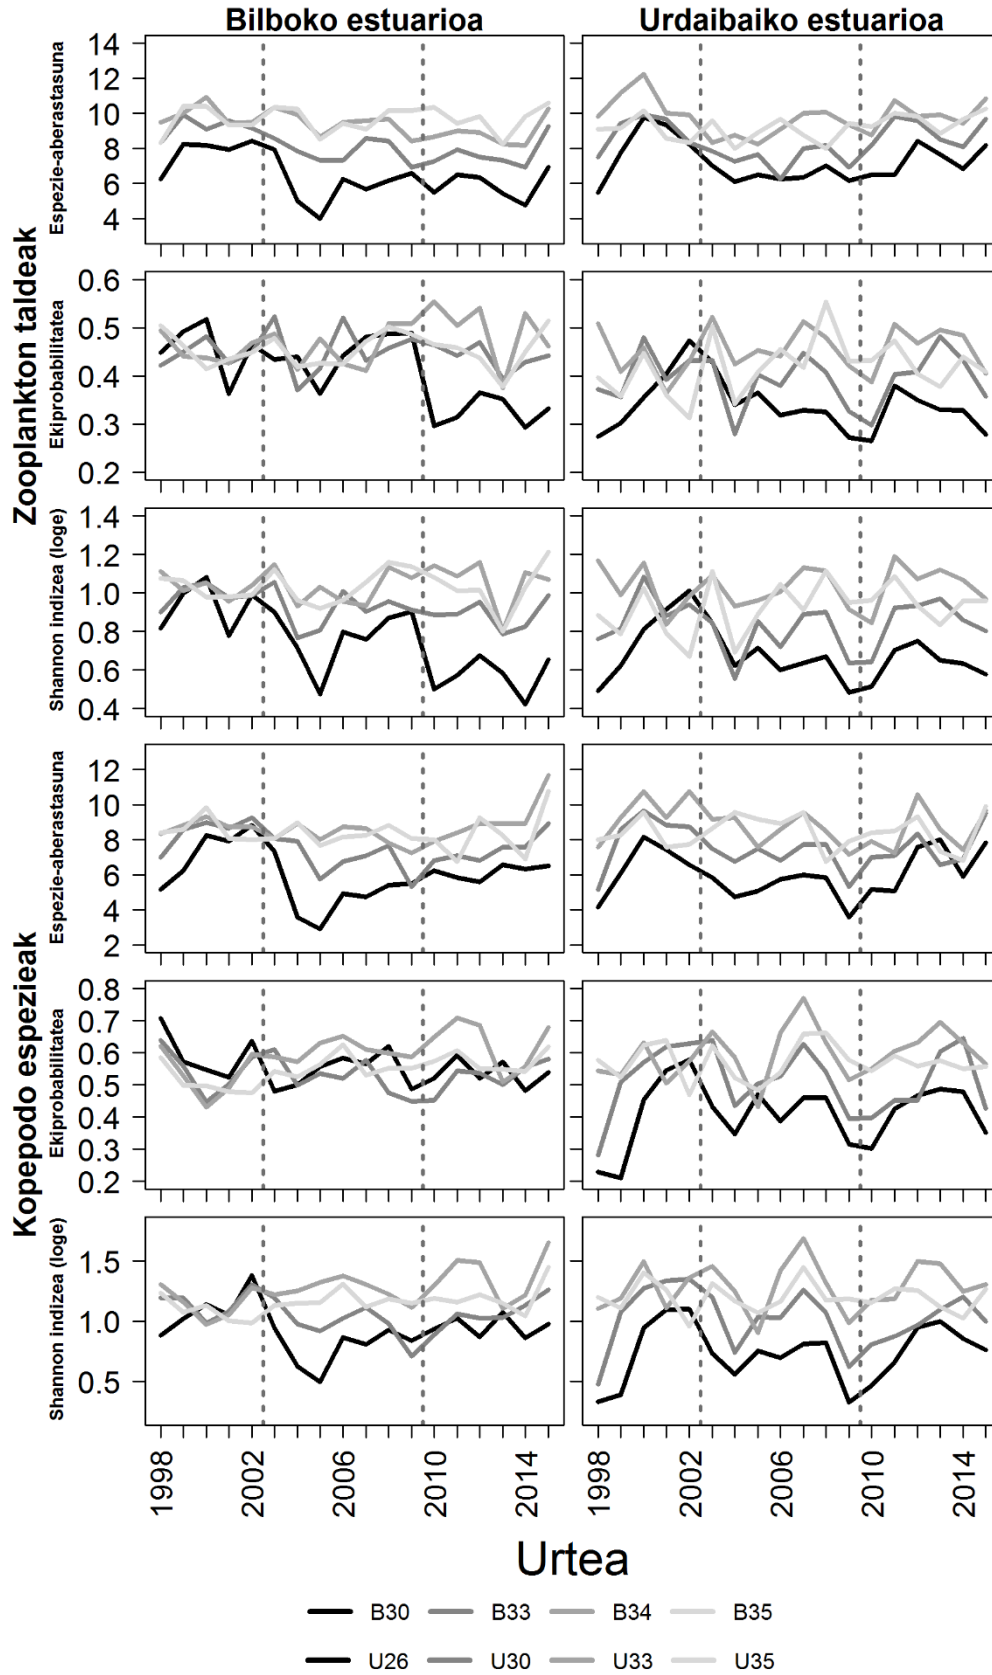 Bilboko estuarioa Urdaibaiko estuarioa
Zooplankton taldeak
Espezie-aberastasuna
14
12
10
8
6
4
Ekiprobabilitatea
0.6
0.5
0.4
0.3
0.2
Shannon indizea (loge)
1.4
1.2
1.0
0.8
0.6
0.4
Kopepodo espezieak
Espezie-aberastasuna
12
10
8
6
4
2
Ekiprobabilitatea
0.8
0.7
0.6
0.5
0.4
0.3
0.2
Shannon indizea (loge)
1.5
1.0
0.5
1998 2002 2006 2010 2014 1998 2002 2006 2010 2014
Urtea
B30 B33 B34 B35
U26 U30 U33 U35